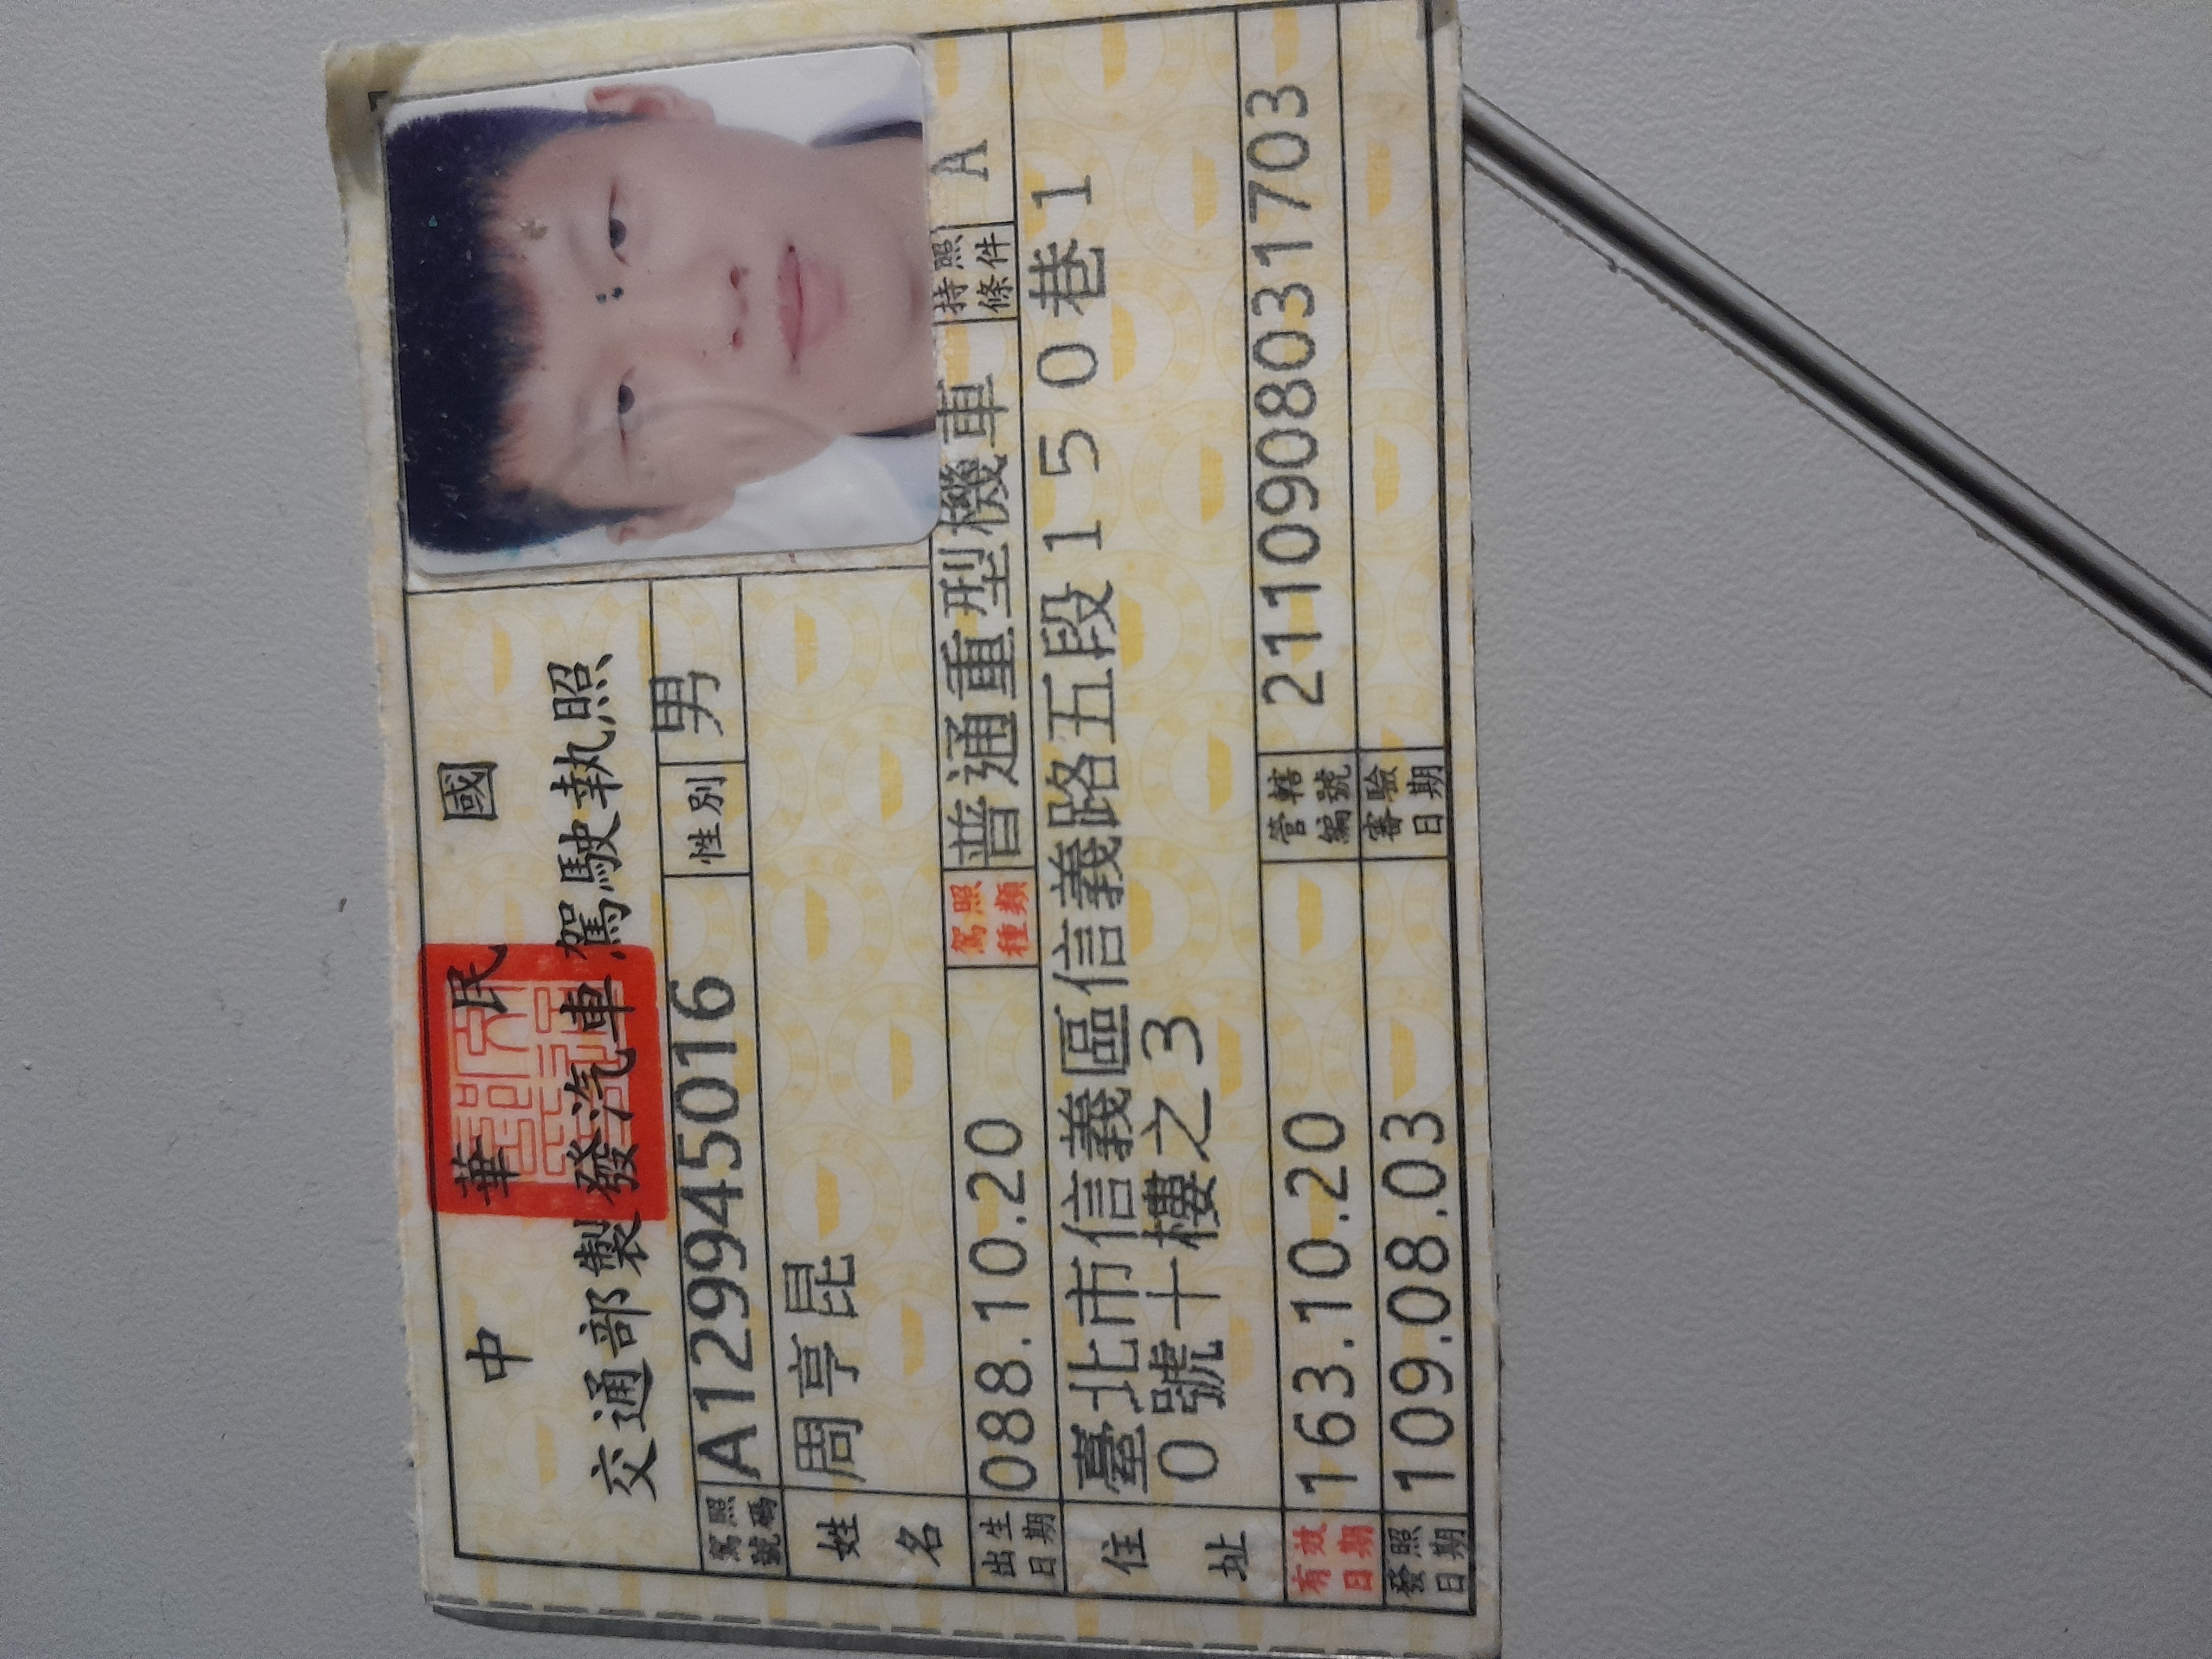 中華民國
交通部製發汽車駕駛執照
駕照號碼 A129945016 性別 男
姓名 周亨昆
出生日期 088.10.20 駕照種類 普通重型機車 持照條件 A
住址 臺北市信義區信義路五段150巷1
0號十樓之3
有效日期 163.10.20 管轄編號 2110908031703
發照日期 109.08.03 審驗日期